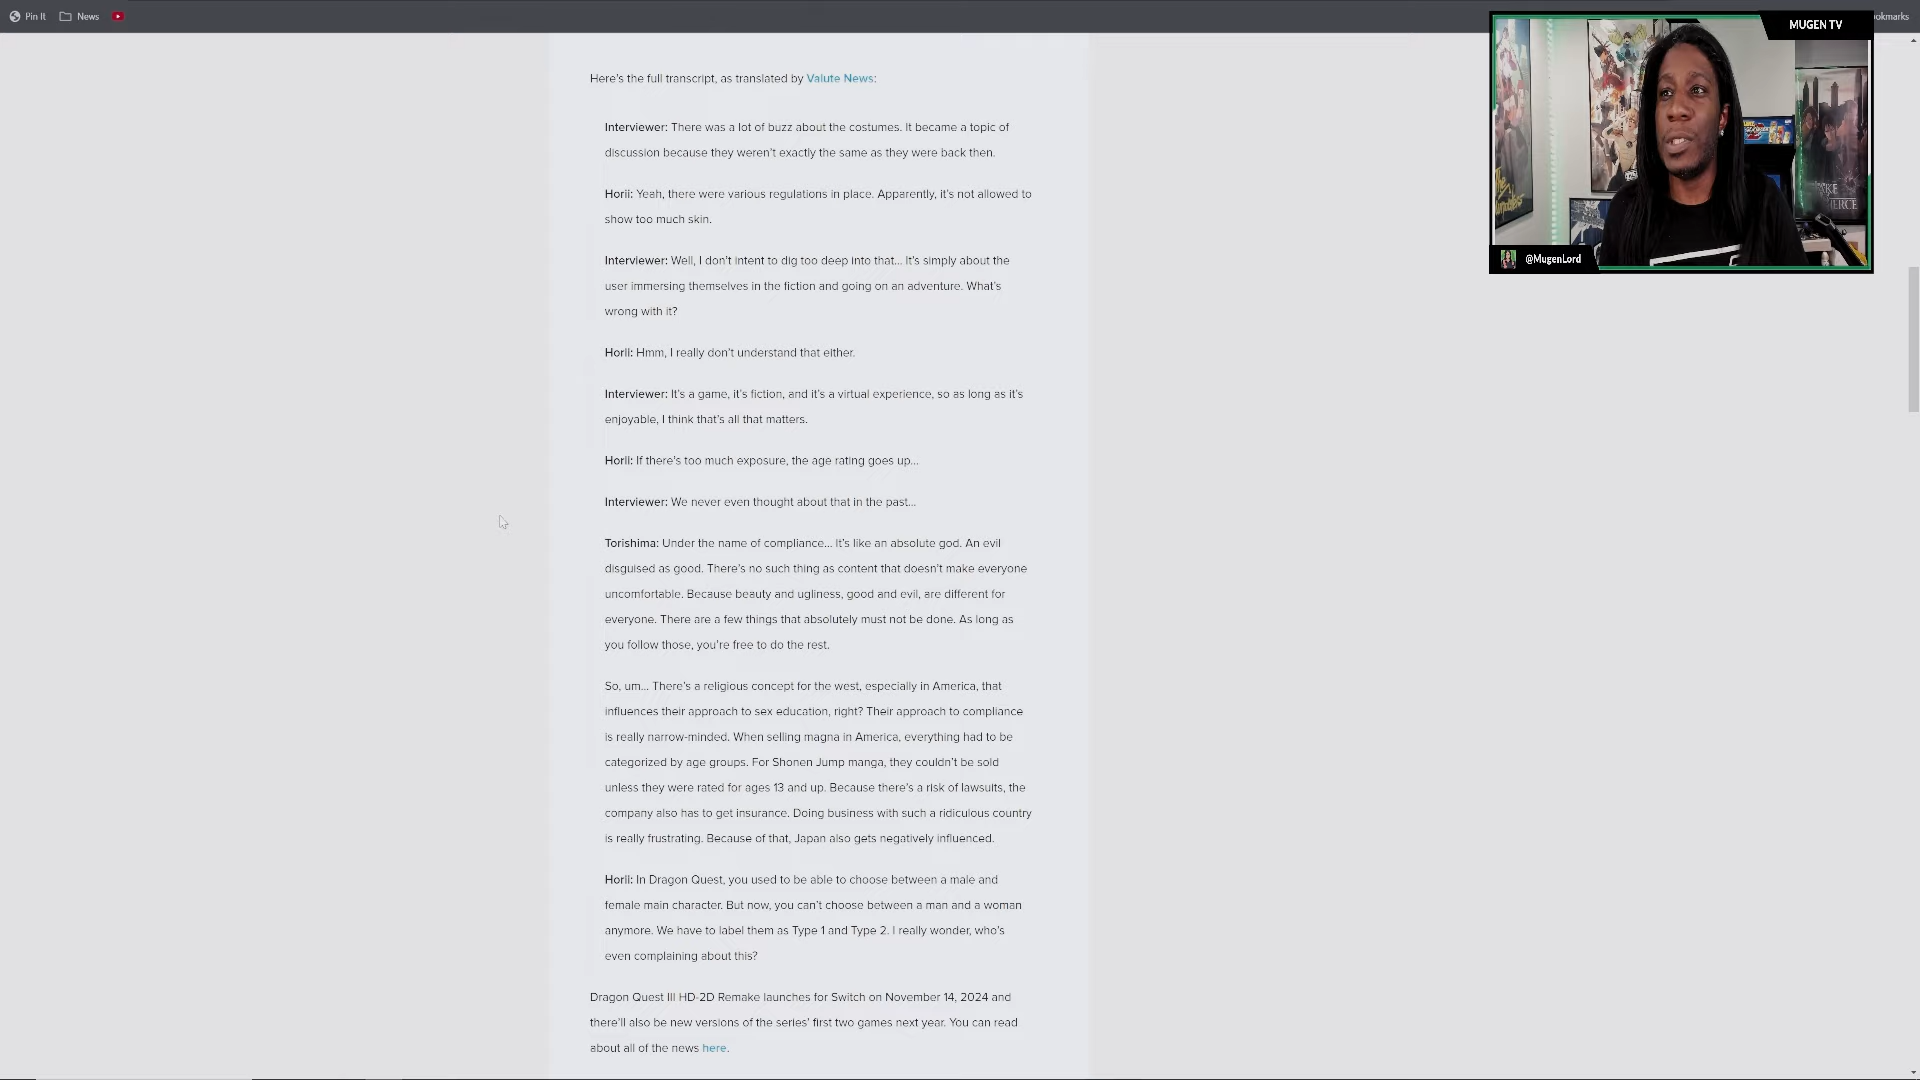 Pin It News
okmarks
MUGEN TV
@MugenLord
Here's the full transcript, as translated by Valute News:
Interviewer: There was a lot of buzz about the costumes. It became a topic of
discussion because they weren't exactly the same as they were back then.
Horii: Yeah, there were various regulations in place. Apparently, it's not allowed to
show too much skin.
Interviewer: Well, I don't intend to dig too deep into that... It's simply about the
user immersing themselves in the fiction and going on an adventure. What's
wrong with it?
Horii: Hmm, I really don't understand that either.
Interviewer: It's a game, it's fiction, and it's a virtual experience, so as long as it's
enjoyable, I think that's all that matters.
Horii: If there's too much exposure, the age rating goes up...
Interviewer: We never even thought about that in the past...
Torishima: Under the name of compliance... It's like an absolute god. An evil
disguised as good. There's no such thing as content that doesn't make everyone
uncomfortable. Because beauty and ugliness, good and evil, are different for
everyone. There are a few things that absolutely must not be done. As long as
you follow those, you're free to do the rest.
So, um... There's a religious concept for the west, especially in America, that
influences their approach to sex education, right? Their approach to compliance
is really narrow-minded. When selling magna in America, everything had to be
categorized by age groups. For Shonen Jump manga, they couldn't be sold
unless they were rated for ages 13 and up. Because there's a risk of lawsuits, the
company also has to get insurance. Doing business with such a ridiculous country
is really frustrating. Because of that, Japan also gets negatively influenced.
Horii: In Dragon Quest, you used to be able to choose between a male and
female main character. But now, you can't choose between a man and a woman
anymore. We have to label them as Type 1 and Type 2. I really wonder, who's
even complaining about this?
Dragon Quest III HD-2D Remake launches for Switch on November 14, 2024 and
there'll also be new versions of the series' first two games next year. You can read
about all of the news here.